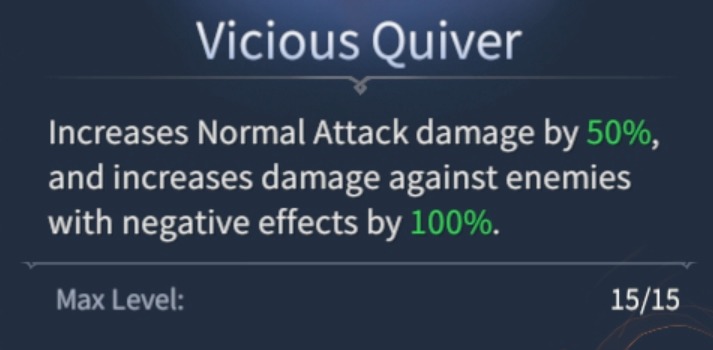 Vicious Quiver
Increases Normal Attack damage by 50%,
and increases damage against enemies
with negative effects by 100%.
Max Level: 15/15